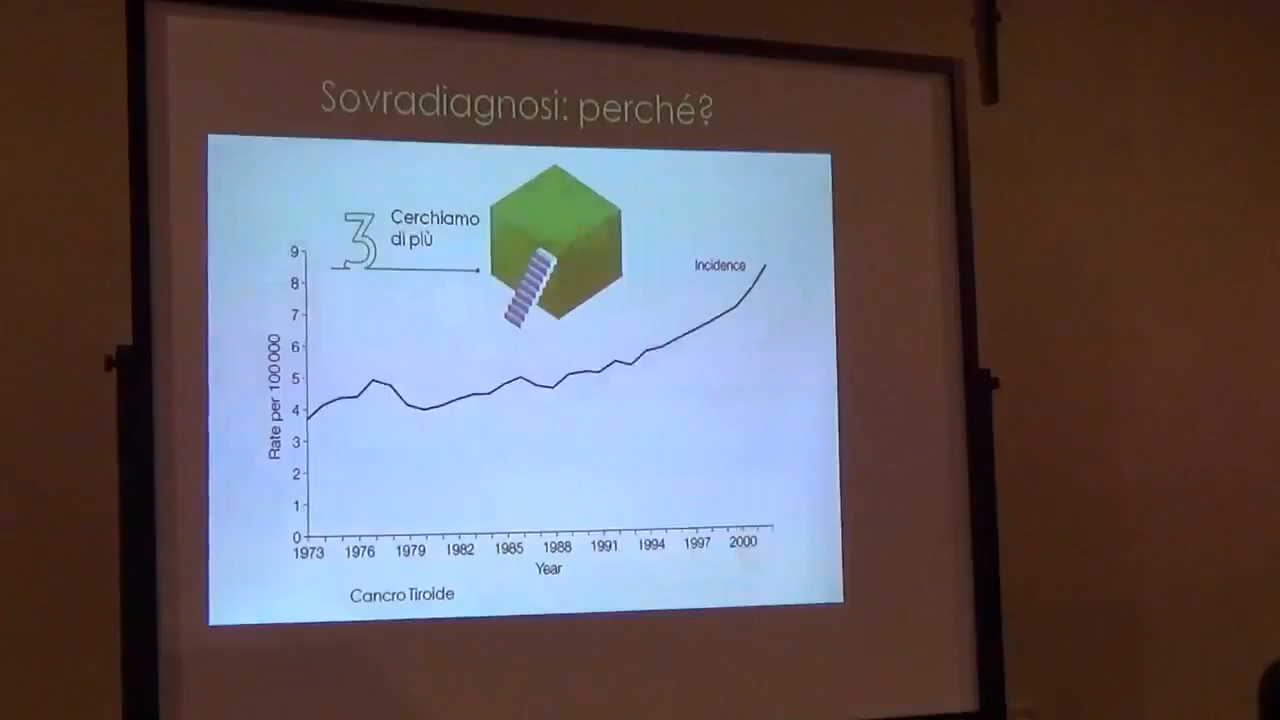 Sovradiagnosi: perché?
3
Cerchiamo
di più
Incidence
Rate per 100 000
9
8
7
6
5
4
3
2
1
0
1973 1976 1979 1982 1985 1988 1991 1994 1997 2000
Year
Cancro Tiroide